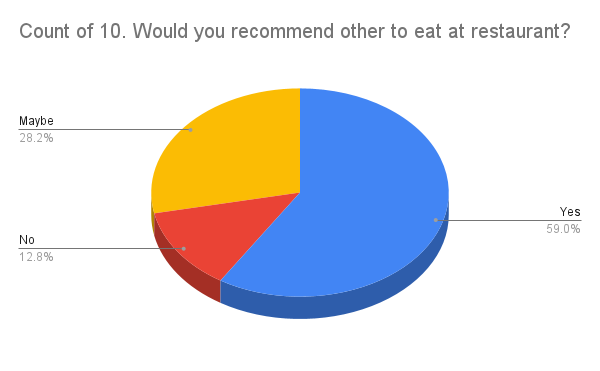 Count of 10. Would you recommend other to eat at restaurant?
Maybe
28.2%
Yes
59.0%
No
12.8%